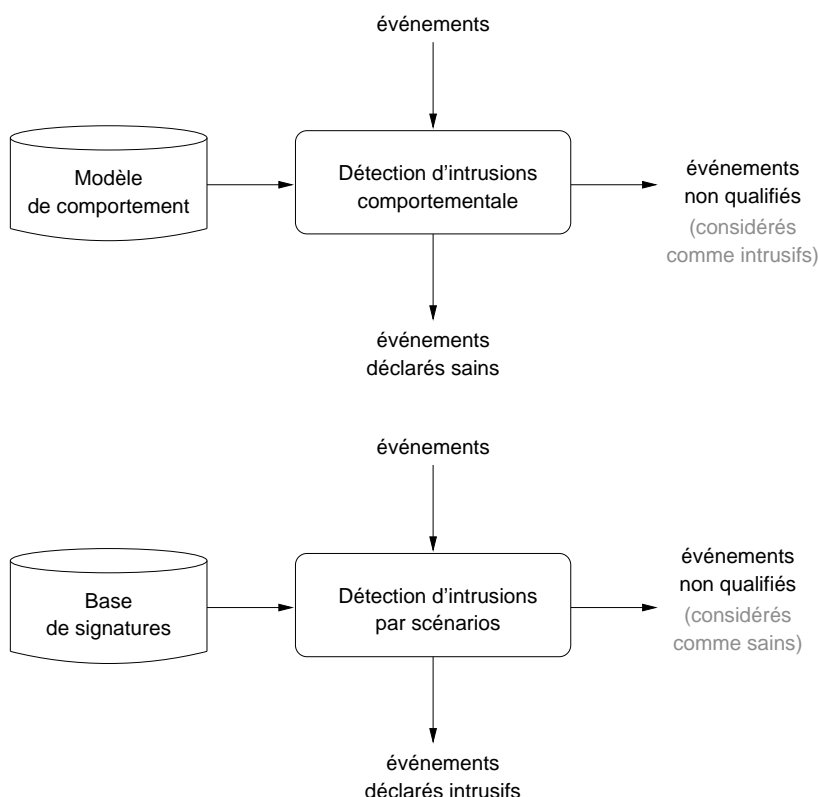 événements
Modèle
de comportement
Détection d'intrusions
comportementale
événements
non qualifiés
(considérés
comme intrusifs)
événements
déclarés sains
événements
Base
de signatures
Détection d'intrusions
par scénarios
événements
non qualifiés
(considérés
comme sains)
événements
déclarés intrusifs